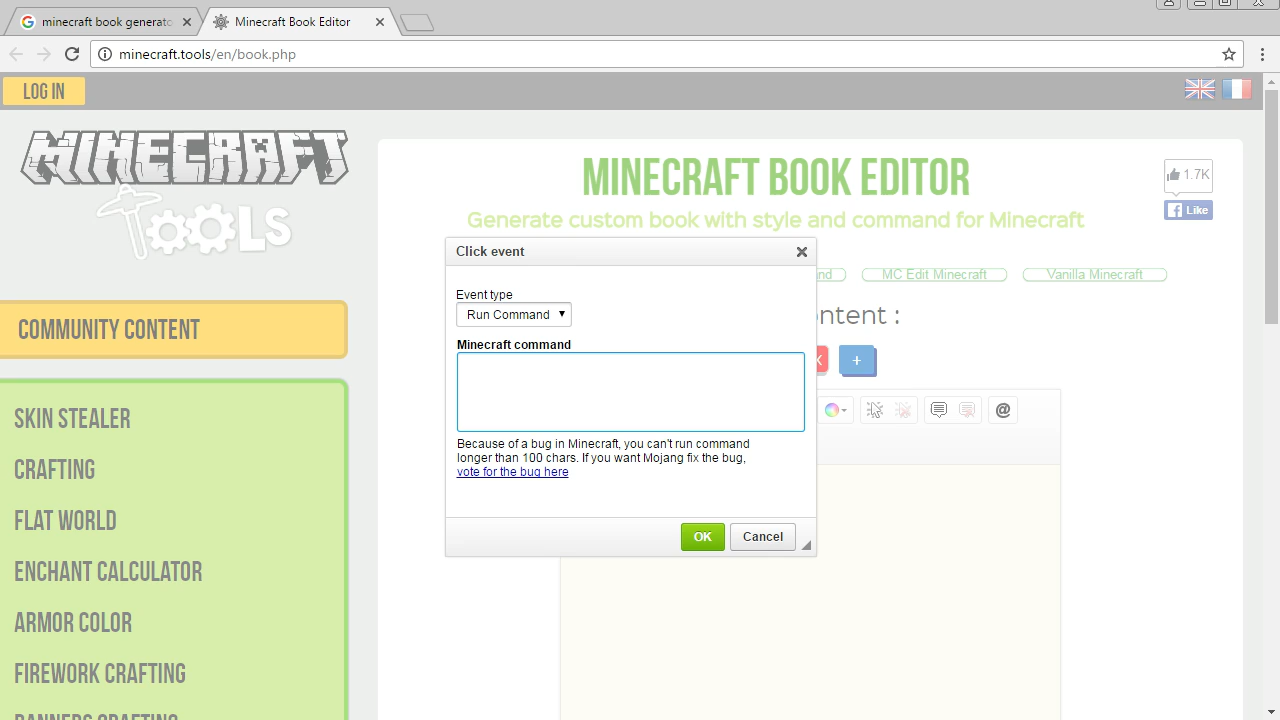 minecraft book generato
Minecraft Book Editor
minecraft.tools/en/book.php
LOG IN
MINECRAFT
TOOLS
MINECRAFT BOOK EDITOR
Generate custom book with style and command for Minecraft
1.7K
Like
Click event
nd
MC Edit Minecraft
Vanilla Minecraft
Event type
Run Command
ntent :
COMMUNITY CONTENT
Minecraft command
X
+
@
SKIN STEALER
Because of a bug in Minecraft, you can't run command
longer than 100 chars. If you want Mojang fix the bug,
vote for the bug here
CRAFTING
FLAT WORLD
OK
Cancel
ENCHANT CALCULATOR
ARMOR COLOR
FIREWORK CRAFTING
BANNERS CRAFTING